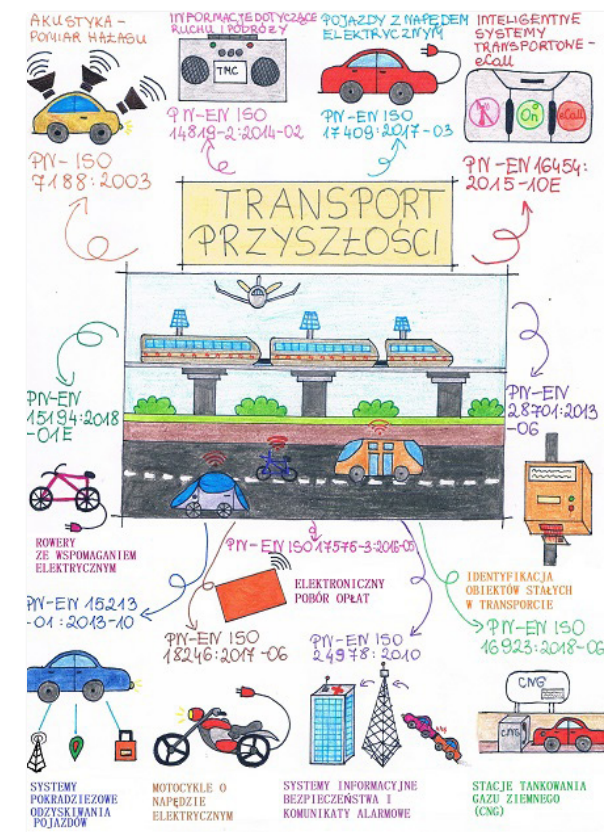 AKUSTYKA -
POMIAR HAŁASU
PN- ISO
7188:2003
INFORMACJE DOTYCZĄCE
RUCHU I PODRÓŻY
TMC
PN-EN ISO
14819-2:2014-02
POJAZDY Z NAPĘDEM
ELEKTRYCZNYM
PN-EN ISO
17409:2017-03
INTELIGENTNE
SYSTEMY
TRANSPORTOWE -
eCall
On
eCall
PN-EN 16454:
2015-10E
TRANSPORT
PRZYSZŁOŚCI
PN-EN
15194:2018
-01E
ROWERY
ZE WSPOMAGANIEM
ELEKTRYCZNYM
PN-EN
28701:2013
-06
IDENTYFIKACJA
OBIEKTÓW STAŁYCH
W TRANSPORCIE
PN-EN ISO 17575-3:2016-05
ELEKTRONICZNY
POBÓR OPŁAT
PN-EN 15213
-01:2013-10
SYSTEMY
POKRADZIEŻOWE
ODZYSKIWANIA
POJAZDÓW
PN-EN ISO
18246:2017-06
MOTOCYKLE O
NAPĘDZIE
ELEKTRYCZNYM
PN-EN ISO
24978:2010
SYSTEMY INFORMACYJNE
BEZPIECZEŃSTWA I
KOMUNIKATY ALARMOWE
PN-EN ISO
16923:2018-06
CNG
CNG
STACJE TANKOWANIA
GAZU ZIEMNEGO
(CNG)